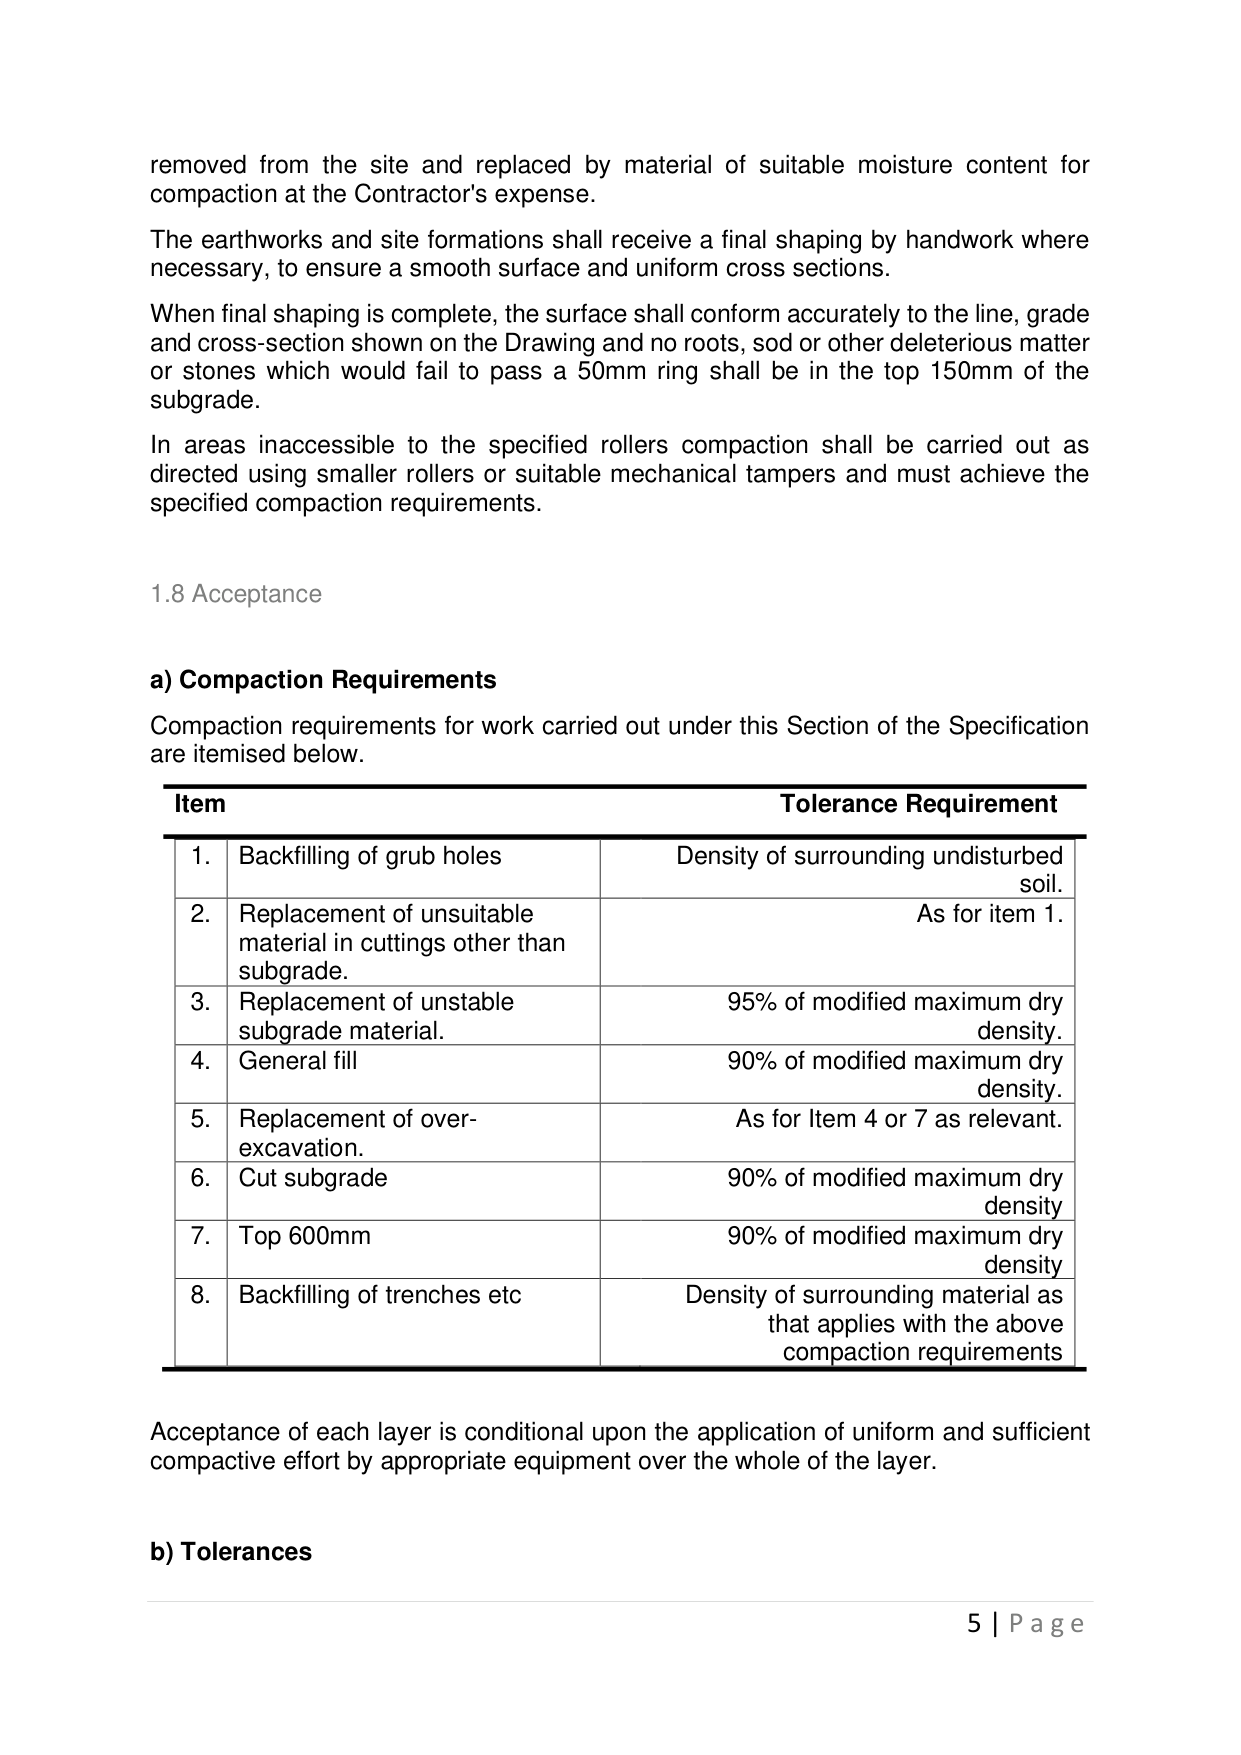 removed from the site and replaced by material of suitable moisture content for
compaction at the Contractor's expense.
The earthworks and site formations shall receive a final shaping by handwork where
necessary, to ensure a smooth surface and uniform cross sections.
When final shaping is complete, the surface shall conform accurately to the line, grade
and cross-section shown on the Drawing and no roots, sod or other deleterious matter
or stones which would fail to pass a 50mm ring shall be in the top 150mm of the
subgrade.
In areas inaccessible to the specified rollers compaction shall be carried out as
directed using smaller rollers or suitable mechanical tampers and must achieve the
specified compaction requirements.
1.8 Acceptance
a) Compaction Requirements
Compaction requirements for work carried out under this Section of the Specification
are itemised below.
Item Tolerance Requirement
1. Backfilling of grub holes Density of surrounding undisturbed
soil.
2. Replacement of unsuitable As for item 1.
material in cuttings other than
subgrade.
3. Replacement of unstable 95% of modified maximum dry
subgrade material. density.
4. General fill 90% of modified maximum dry
density.
5. Replacement of over- As for Item 4 or 7 as relevant.
excavation.
6. Cut subgrade 90% of modified maximum dry
density
7. Top 600mm 90% of modified maximum dry
density
8. Backfilling of trenches etc Density of surrounding material as
that applies with the above
compaction requirements
Acceptance of each layer is conditional upon the application of uniform and sufficient
compactive effort by appropriate equipment over the whole of the layer.
b) Tolerances
5 | Page